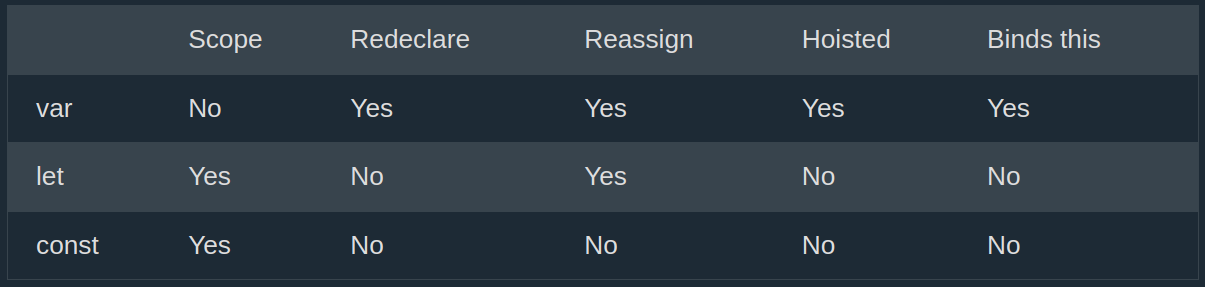 Scope Redeclare Reassign Hoisted Binds this
var No Yes Yes Yes Yes
let Yes No Yes No No
const Yes No No No No